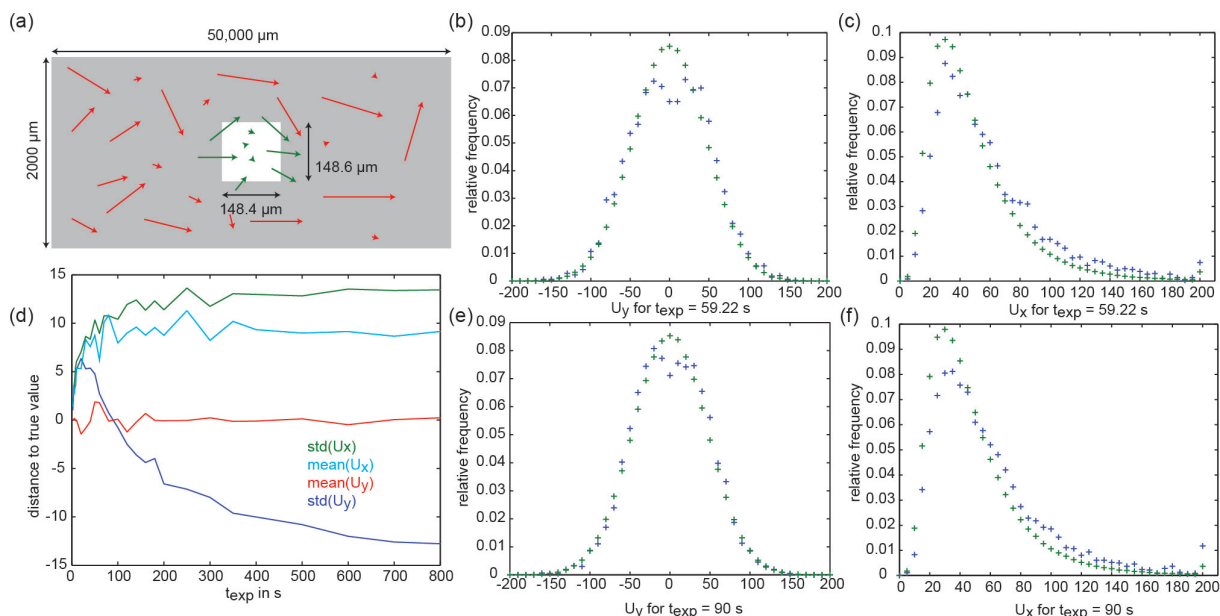 (a)
50,000 µm
2000 µm
148.6 µm
148.4 µm
(b)
relative frequency
0.09
0.08
0.07
0.06
0.05
0.04
0.03
0.02
0.01
0
-200 -150 -100 -50 0 50 100 150 200
Uy for texp = 59.22 s
(c)
relative frequency
0.1
0.09
0.08
0.07
0.06
0.05
0.04
0.03
0.02
0.01
0
0 20 40 60 80 100 120 140 160 180 200
Ux for texp = 59.22 s
(d)
distance to true value
15
10
5
0
-5
-10
-15
std(Ux)
mean(Ux)
mean(Uy)
std(Uy)
0 100 200 300 400 500 600 700 800
texp in s
(e)
relative frequency
0.09
0.08
0.07
0.06
0.05
0.04
0.03
0.02
0.01
0
-200 -150 -100 -50 0 50 100 150 200
Uy for texp = 90 s
(f)
relative frequency
0.1
0.09
0.08
0.07
0.06
0.05
0.04
0.03
0.02
0.01
0
0 20 40 60 80 100 120 140 160 180 200
Ux for texp = 90 s